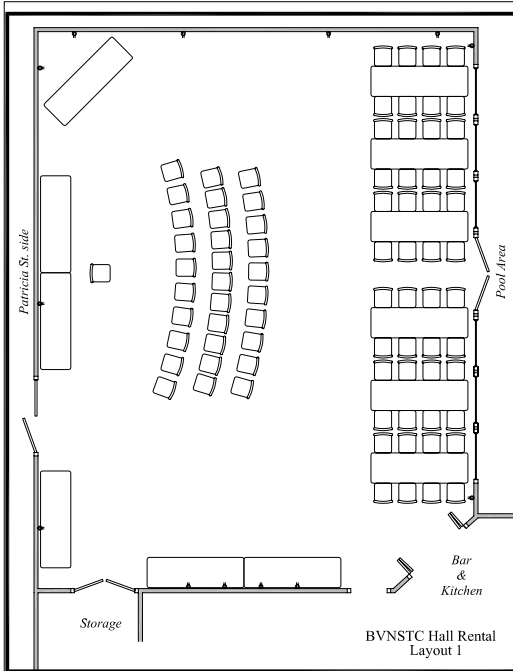 Patricia St. side
Pool Area
Bar
&
Kitchen
Storage
BVNSTC Hall Rental
Layout 1